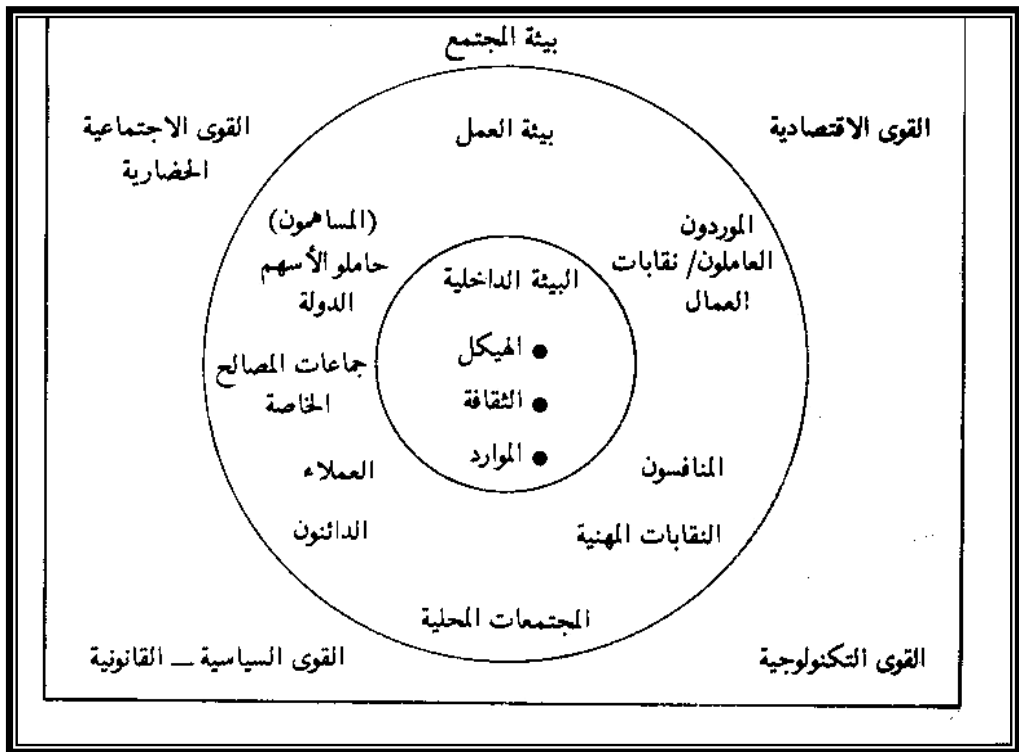 بيئة المجتمع
القوى الاقتصادية
القوى الاجتماعية
الحضارية
بيئة العمل
الموردون
العاملون/ نقابات
العمال
(المساهمون)
حاملو الأسهم
الدولة
البيئة الداخلية
● الهيكل
● الثقافة
● الموارد
جماعات المصالح
الخاصة
المنافسون
العملاء
النقابات المهنية
الدائنون
المجتمعات المحلية
القوى التكنولوجية
القوى السياسية ــ القانونية